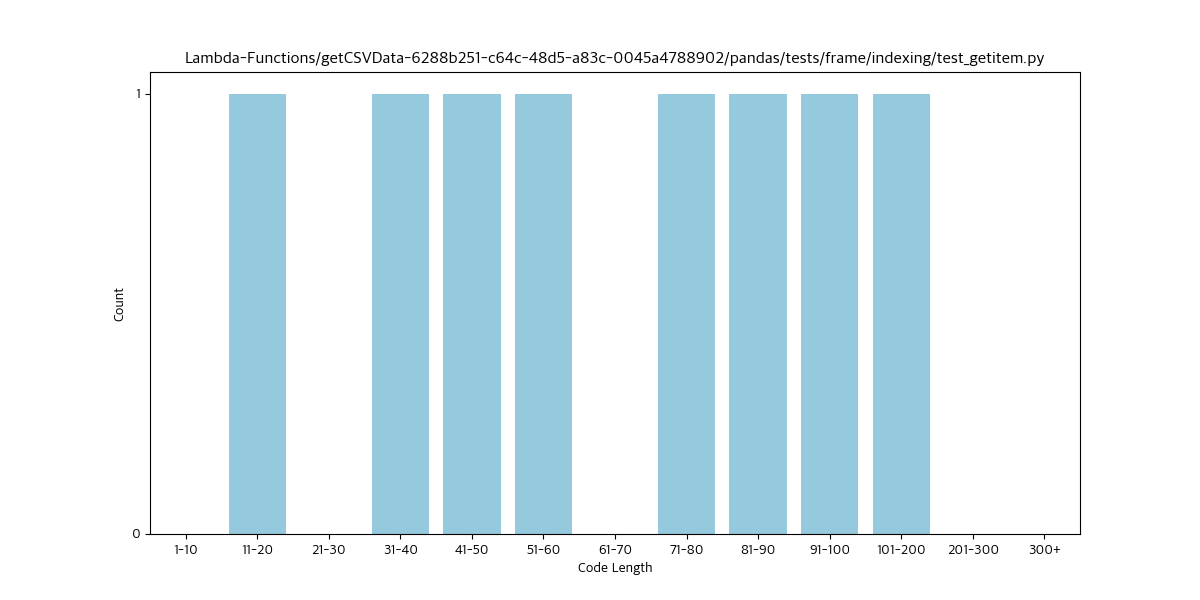 Lambda-Functions/getCSVData-6288b251-c64c-48d5-a83c-0045a4788902/pandas/tests/frame/indexing/test_getitem.py
1
Count
0
1-10 11-20 21-30 31-40 41-50 51-60 61-70 71-80 81-90 91-100 101-200 201-300 300+
Code Length